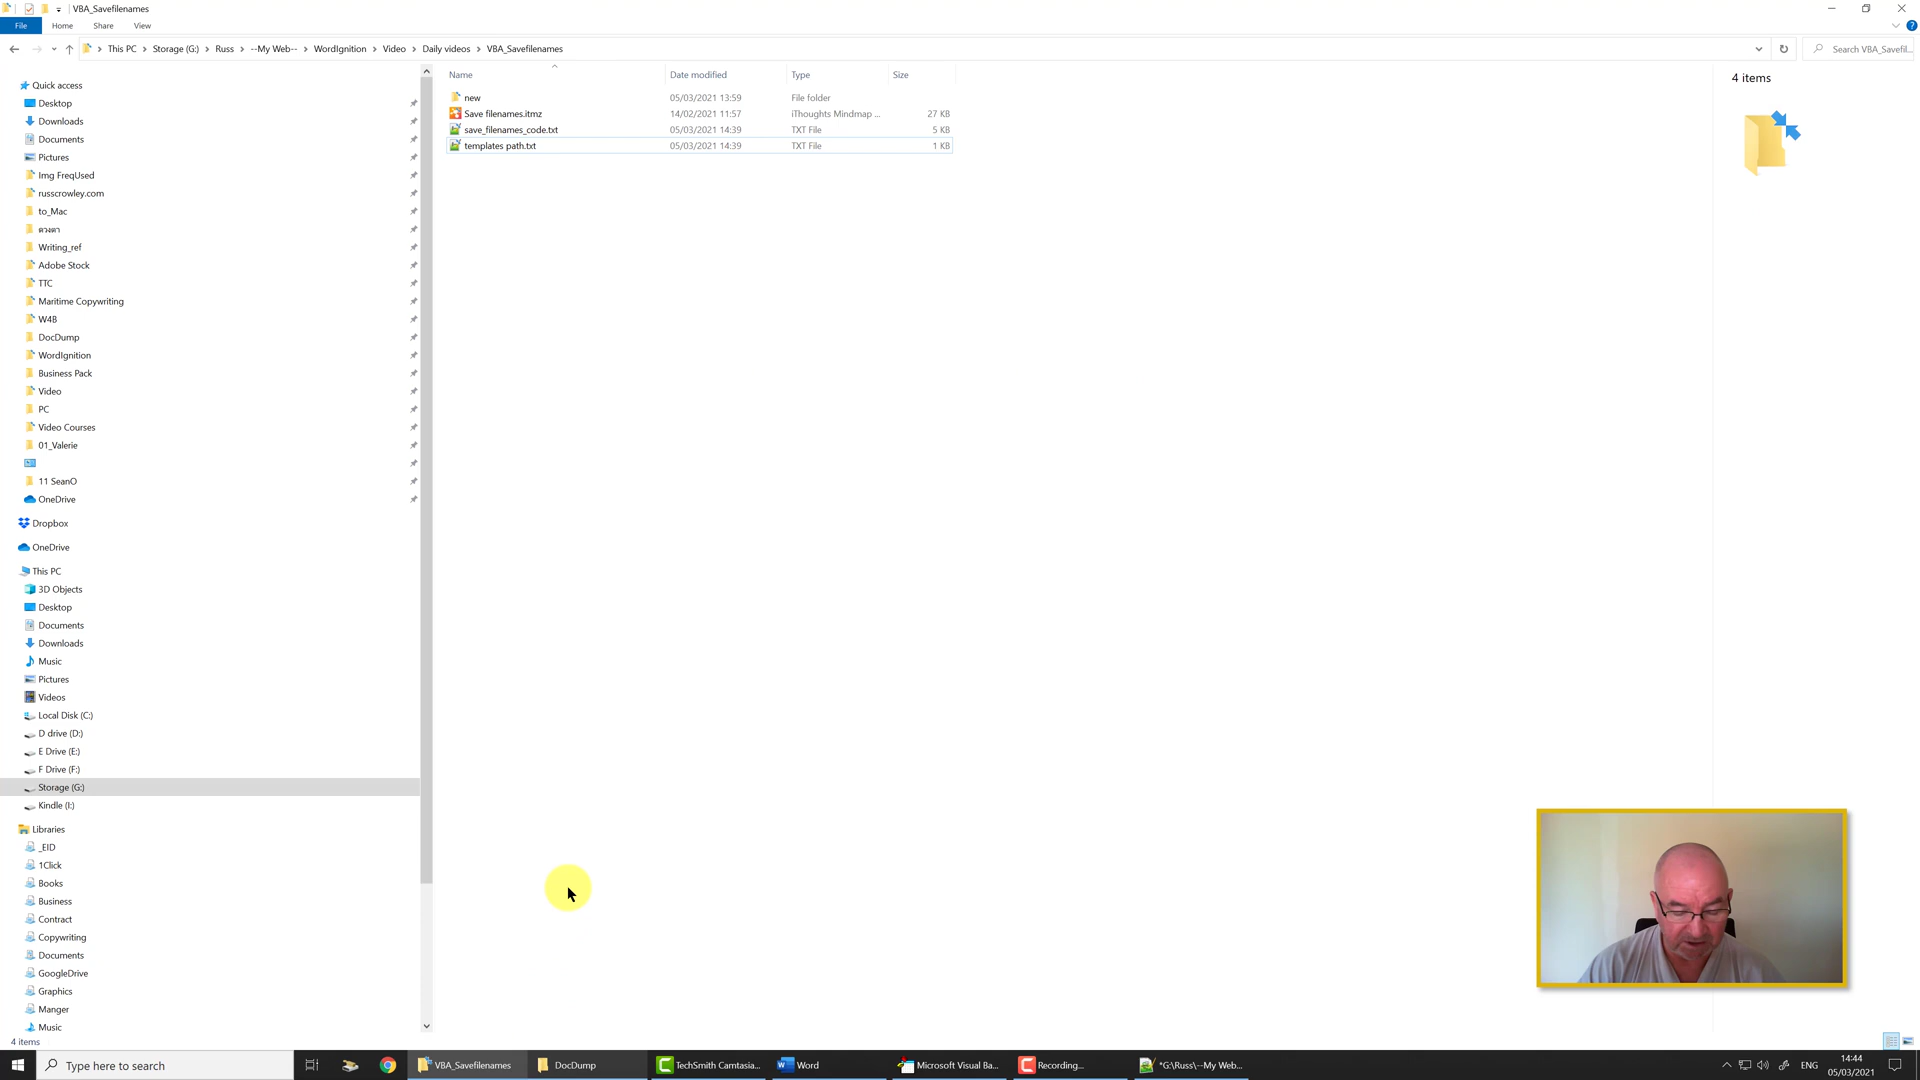 VBA_Savefilenames
File Home Share View
This PC Storage (G:) Russ --My Web-- WordIgnition Video Daily videos VBA_Savefilenames
Search VBA_Savefil...
Name Date modified Type Size
new 05/03/2021 13:59 File folder
Save filenames.itmz 14/02/2021 11:57 iThoughts Mindmap ... 27 KB
save_filenames_code.txt 05/03/2021 14:39 TXT File 5 KB
templates path.txt 05/03/2021 14:39 TXT File 1 KB
4 items
Quick access
Desktop
Downloads
Documents
Pictures
Img FreqUsed
russcrowley.com
to_Mac
ดวงตา
Writing_ref
Adobe Stock
TTC
Maritime Copywriting
W4B
DocDump
WordIgnition
Business Pack
Video
PC
Video Courses
01_Valerie
11 SeanO
OneDrive
Dropbox
OneDrive
This PC
3D Objects
Desktop
Documents
Downloads
Music
Pictures
Videos
Local Disk (C:)
D drive (D:)
E Drive (E:)
F Drive (F:)
Storage (G:)
Kindle (I:)
Libraries
_EID
1Click
Books
Business
Contract
Copywriting
Documents
GoogleDrive
Graphics
Manger
Music
4 items
Type here to search
VBA_Savefilenames
DocDump
TechSmith Camtasia...
Word
Microsoft Visual Ba...
Recording...
*G:\Russ\--My Web...
ENG
14:44
05/03/2021